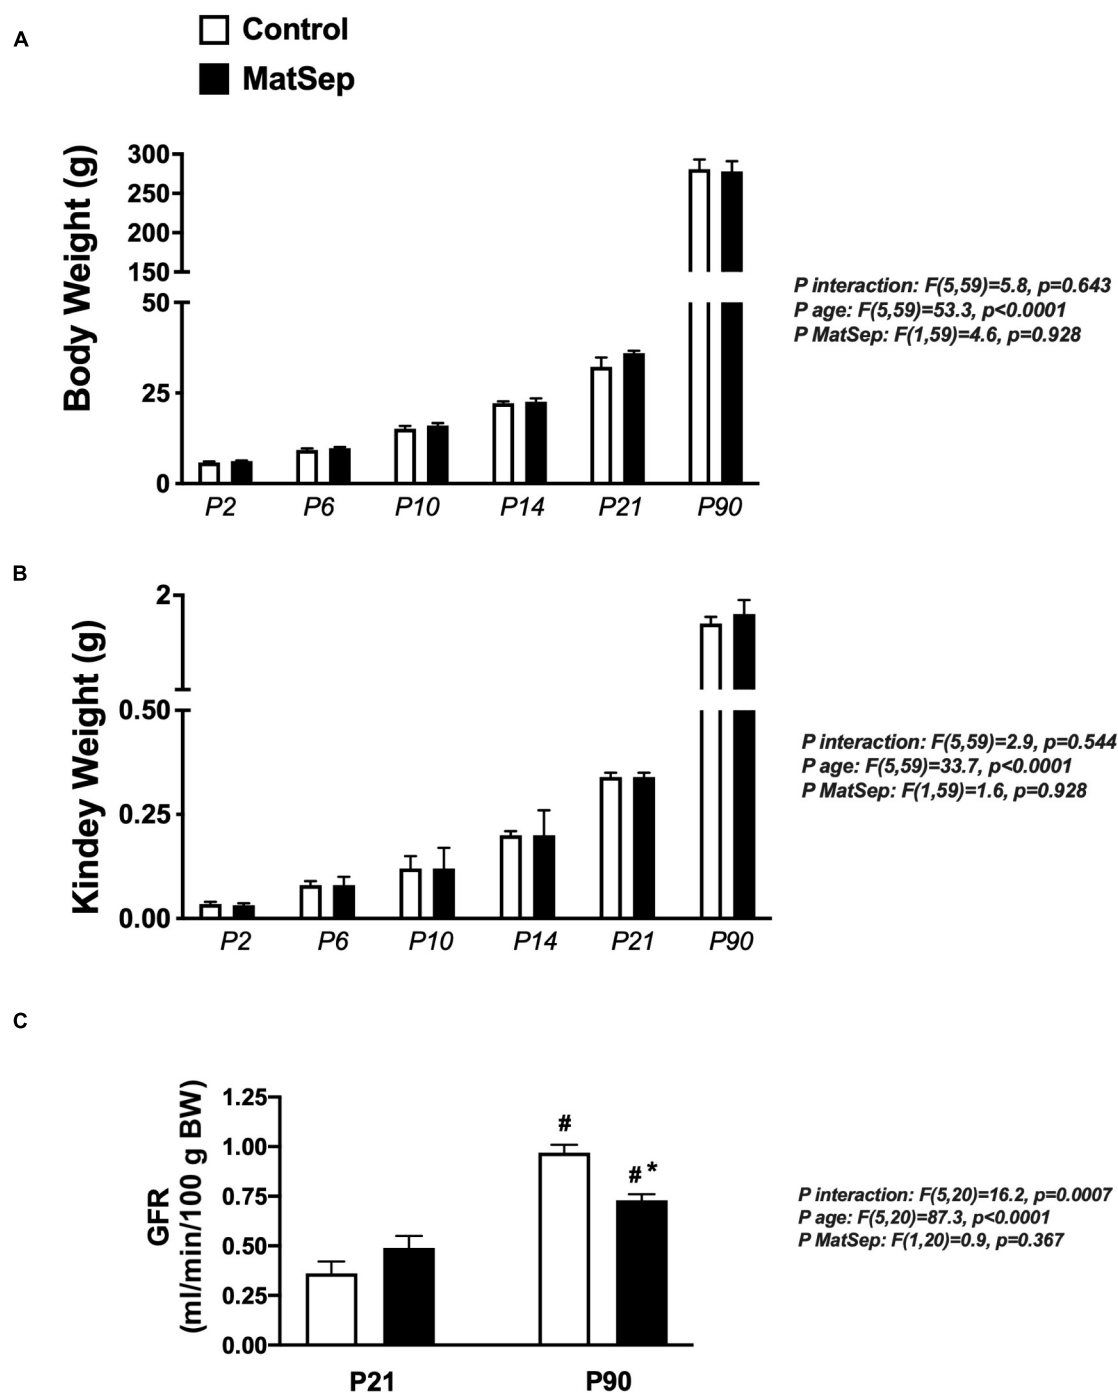 A
Control
MatSep
Body Weight (g)
300
250
200
150
50
25
0
P2 P6 P10 P14 P21 P90
P interaction: F(5,59)=5.8, p=0.643
P age: F(5,59)=53.3, p<0.0001
P MatSep: F(1,59)=4.6, p=0.928
B
Kindey Weight (g)
2
0.50
0.25
0.00
P2 P6 P10 P14 P21 P90
P interaction: F(5,59)=2.9, p=0.544
P age: F(5,59)=33.7, p<0.0001
P MatSep: F(1,59)=1.6, p=0.928
C
GFR
(ml/min/100 g BW)
1.25
1.00
0.75
0.50
0.25
0.00
#
# *
P21 P90
P interaction: F(5,20)=16.2, p=0.0007
P age: F(5,20)=87.3, p<0.0001
P MatSep: F(1,20)=0.9, p=0.367